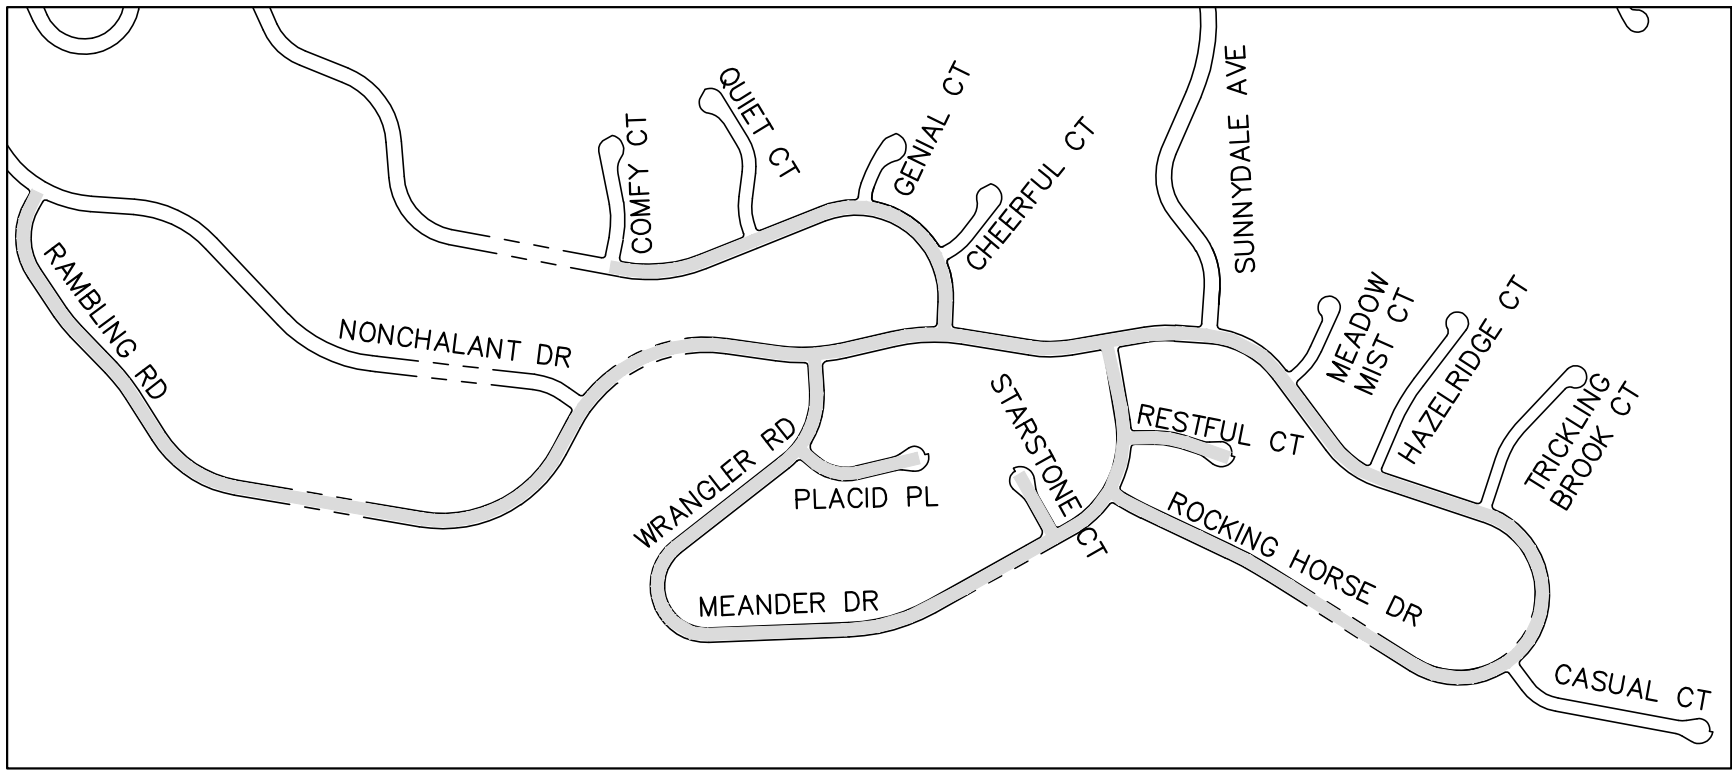 QUIET CT
GENIAL CT
SUNNYDALE AVE
COMFY CT
CHEERFUL CT
RAMBLING RD
NONCHALANT DR
MEADOW
MIST CT
HAZELRIDGE CT
TRICKLING
BROOK CT
STARSTONE CT
RESTFUL CT
WRANGLER RD
PLACID PL
ROCKING HORSE DR
MEANDER DR
CASUAL CT